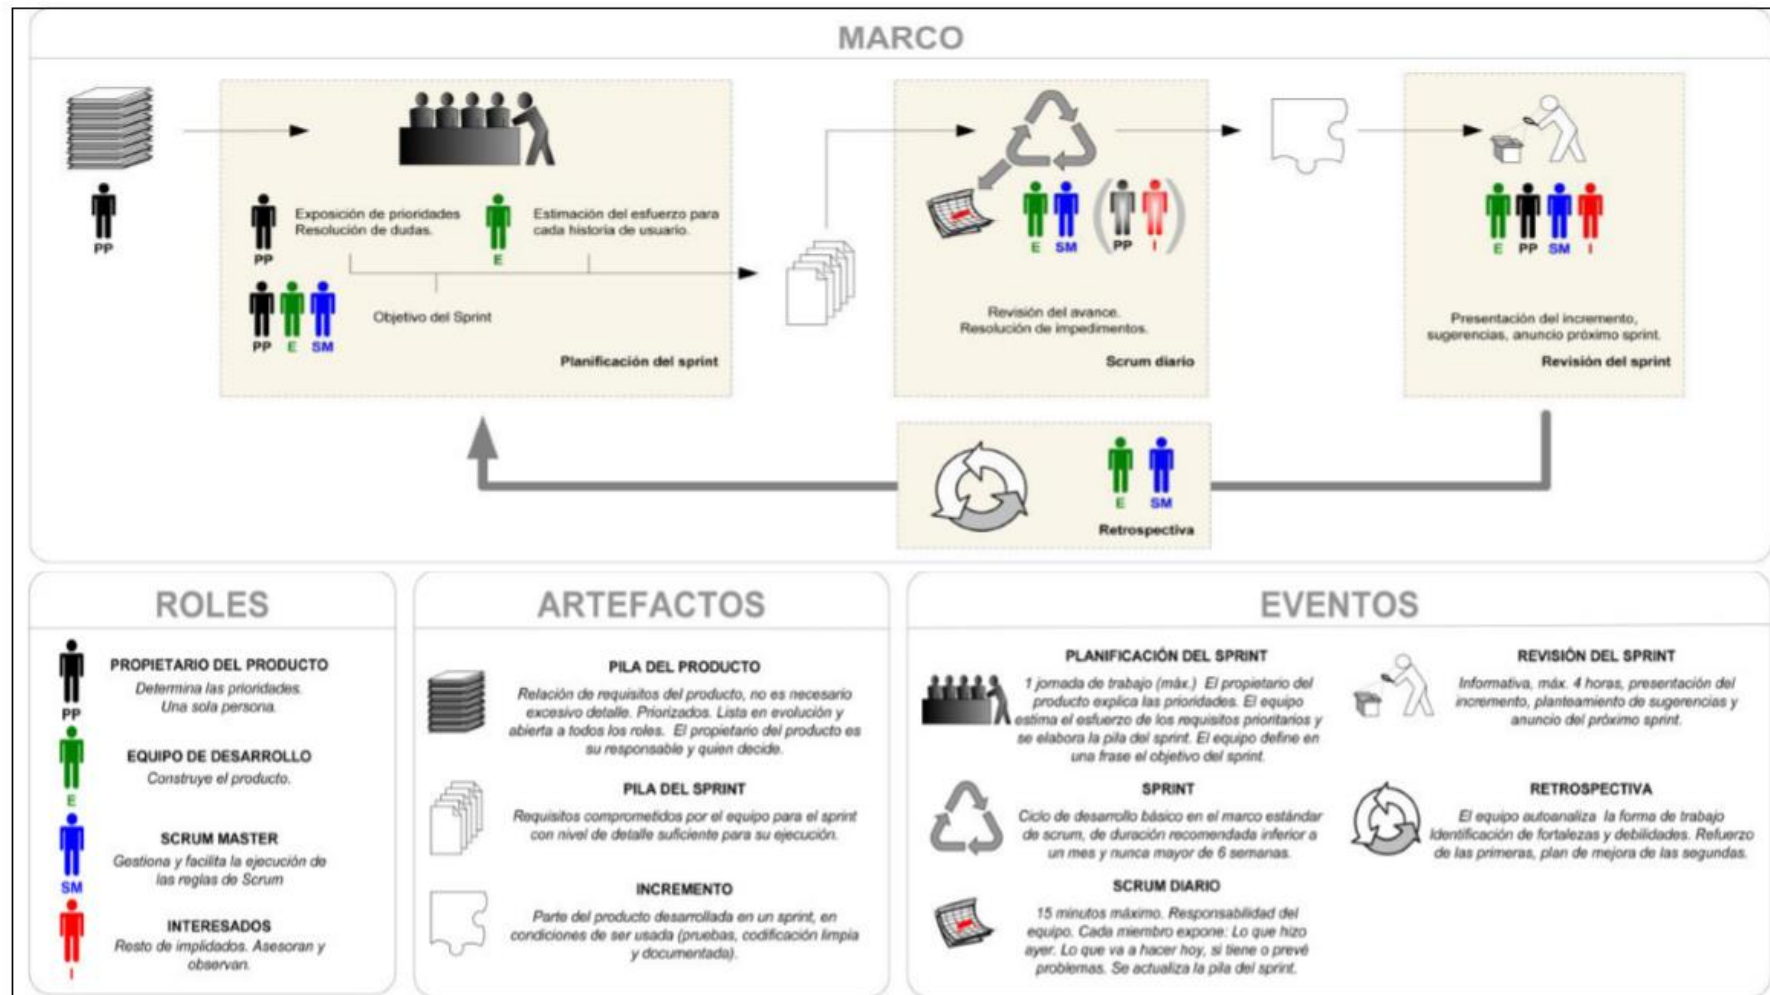 MARCO
PP
PP
Exposición de prioridades
Resolución de dudas.
E
Estimación del esfuerzo para
cada historia de usuario.
PP E SM
Objetivo del Sprint
Planificación del sprint
E SM ( PP I )
Revisión del avance.
Resolución de impedimentos.
Scrum diario
E PP SM I
Presentación del incremento,
sugerencias, anuncio próximo sprint.
Revisión del sprint
E SM
Retrospectiva
ROLES
PP
PROPIETARIO DEL PRODUCTO
Determina las prioridades.
Una sola persona.
E
EQUIPO DE DESARROLLO
Construye el producto.
SM
SCRUM MASTER
Gestiona y facilita la ejecución de
las reglas de Scrum
I
INTERESADOS
Resto de implidados. Asesoran y
observan.
ARTEFACTOS
PILA DEL PRODUCTO
Relación de requisitos del producto, no es necesario
excesivo detalle. Priorizados. Lista en evolución y
abierta a todos los roles. El propietario del producto es
su responsable y quien decide.
PILA DEL SPRINT
Requisitos comprometidos por el equipo para el sprint
con nivel de detalle suficiente para su ejecución.
INCREMENTO
Parte del producto desarrollada en un sprint, en
condiciones de ser usada (pruebas, codificación limpia
y documentada).
EVENTOS
PLANIFICACIÓN DEL SPRINT
1 jornada de trabajo (máx.) El propietario del
producto explica las prioridades. El equipo
estima el esfuerzo de los requisitos prioritarios y
se elabora la pila del sprint. El equipo define en
una frase el objetivo del sprint.
SPRINT
Ciclo de desarrollo básico en el marco estándar
de scrum, de duración recomendada inferior a
un mes y nunca mayor de 6 semanas.
SCRUM DIARIO
15 minutos máximo. Responsabilidad del
equipo. Cada miembro expone: Lo que hizo
ayer. Lo que va a hacer hoy, si tiene o prevé
problemas. Se actualiza la pila del sprint.
REVISIÓN DEL SPRINT
Informativa, máx. 4 horas, presentación del
incremento, planteamiento de sugerencias y
anuncio del próximo sprint.
RETROSPECTIVA
El equipo autoanaliza la forma de trabajo
Identificación de fortalezas y debilidades. Refuerzo
de las primeras, plan de mejora de las segundas.